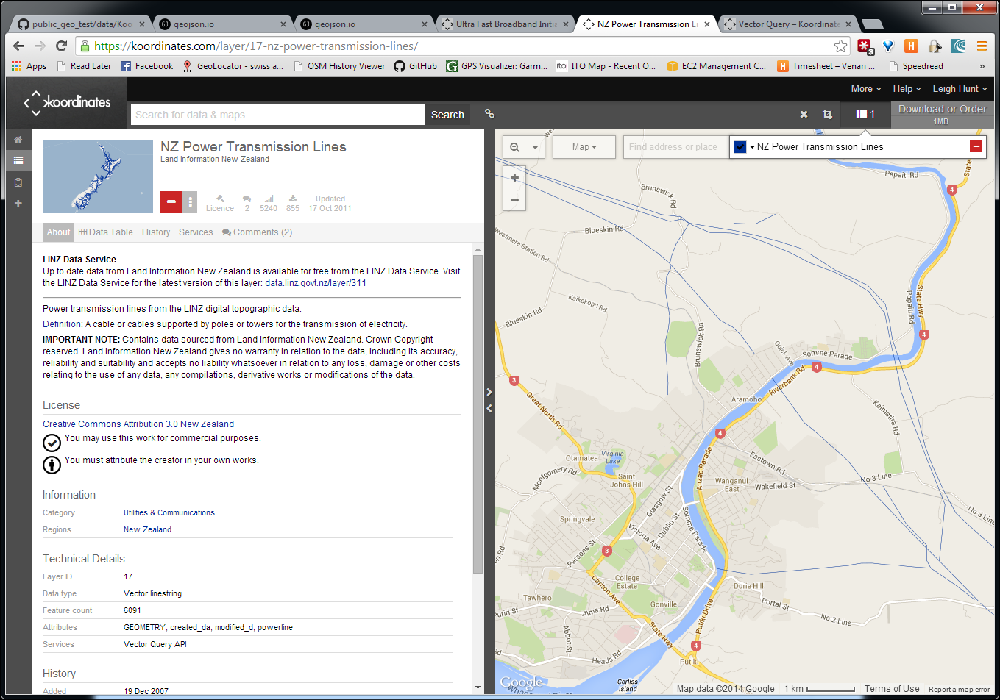 public_geo_test/data/Koo
geojson.io
geojson.io
Ultra Fast Broadband Initia
NZ Power Transmission Li
Vector Query – Koordinate
https://koordinates.com/layer/17-nz-power-transmission-lines/
3
Apps
Read Later
Facebook
GeoLocator - swiss a...
OSM History Viewer
GitHub
GPS Visualizer: Garm...
ITO Map - Recent O...
EC2 Management C...
Timesheet – Venari ...
Speedread
»
More
Help
Leigh Hunt
koordinates
Search for data & maps
Search
1
Download or Order
1MB
NZ Power Transmission Lines
Land Information New Zealand
Licence
2
5240
855
Updated
17 Oct 2011
About
Data Table
History
Services
Comments (2)
LINZ Data Service
Up to date data from Land Information New Zealand is available for free from the LINZ Data Service. Visit
the LINZ Data Service for the latest version of this layer: data.linz.govt.nz/layer/311
Power transmission lines from the LINZ digital topographic data.
Definition: A cable or cables supported by poles or towers for the transmission of electricity.
IMPORTANT NOTE: Contains data sourced from Land Information New Zealand. Crown Copyright
reserved. Land Information New Zealand gives no warranty in relation to the data, including its accuracy,
reliability and suitability and accepts no liability whatsoever in relation to any loss, damage or other costs
relating to the use of any data, any compilations, derivative works or modifications of the data.
License
Creative Commons Attribution 3.0 New Zealand
You may use this work for commercial purposes.
You must attribute the creator in your own works.
Information
Category Utilities & Communications
Regions New Zealand
Technical Details
Layer ID 17
Data type Vector linestring
Feature count 6091
Attributes GEOMETRY, created_da, modified_d, powerline
Services Vector Query API
History
Added 19 Dec 2007
Map
Find address or place
NZ Power Transmission Lines
+
−
Papaiti Rd
State
4
Brunswick Rd
Blueskin Rd
Westmere Station Rd
Kaikokopu Rd
Blueskin Rd
Brunswick Rd
State Hwy
Papaiti Rd
4
Quick Ave
Somme Parade
4
Riverbank Rd
3
Great North Rd
Aramoho
Kaimatira Rd
4
Otamatea
Virginia
Lake
Montgomery Rd
Saint
Johns Hill
Anzac Parade
Eastown Rd
Wanganui
East
Wakefield St
No 3 Line
No 3 Line
Glasgow St
Springvale
Dublin St
Somme Parade
Victoria Ave
Parsons St
3
College
Estate
Carlton Ave
Durie Hill
Tawhero
Gonville
Portal St
Puriri St
Alma Rd
No 2 Line
Putiki Drive
Abbot St
State Hwy
4
Heads Rd
Putiki
Corliss
Island
Google
Map data ©2014 Google
1 km
Terms of Use
Report a map error